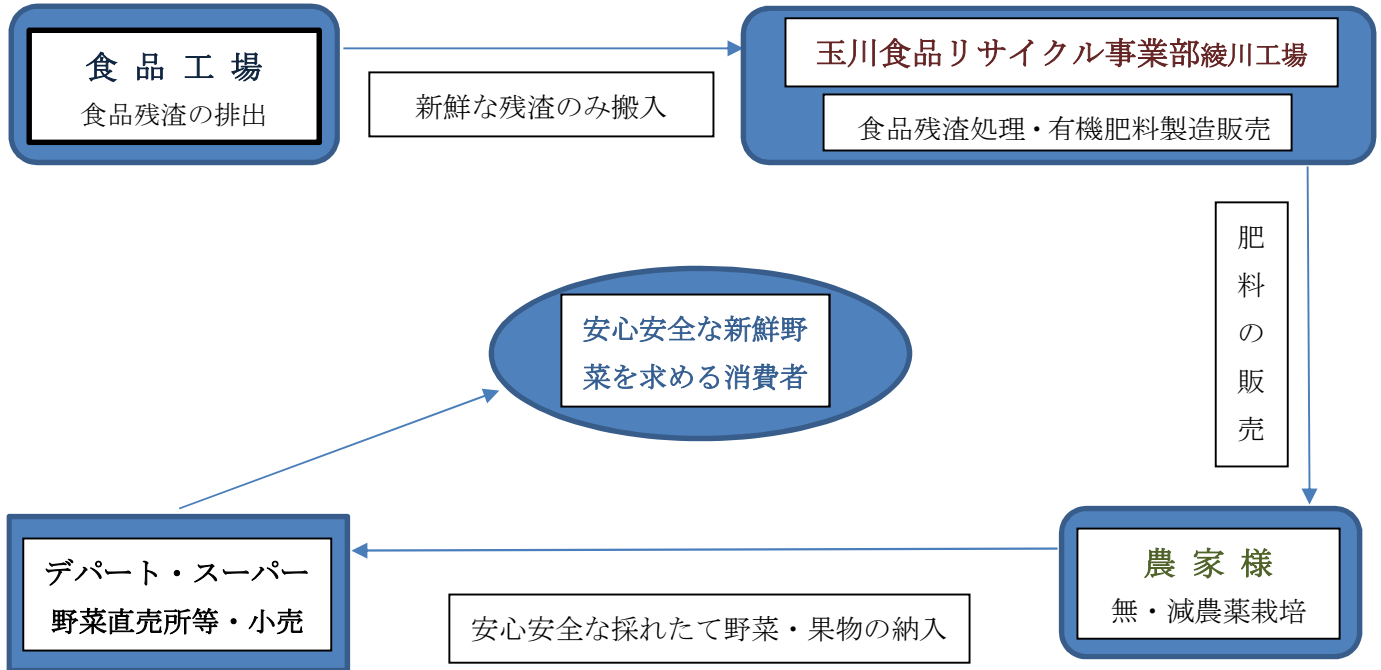 食品工場
食品残渣の排出
新鮮な残渣のみ搬入
玉川食品リサイクル事業部綾川工場
食品残渣処理・有機肥料製造販売
肥料の販売
安心安全な新鮮野
菜を求める消費者
デパート・スーパー
野菜直売所等・小売
安心安全な採れたて野菜・果物の納入
農家様
無・減農薬栽培